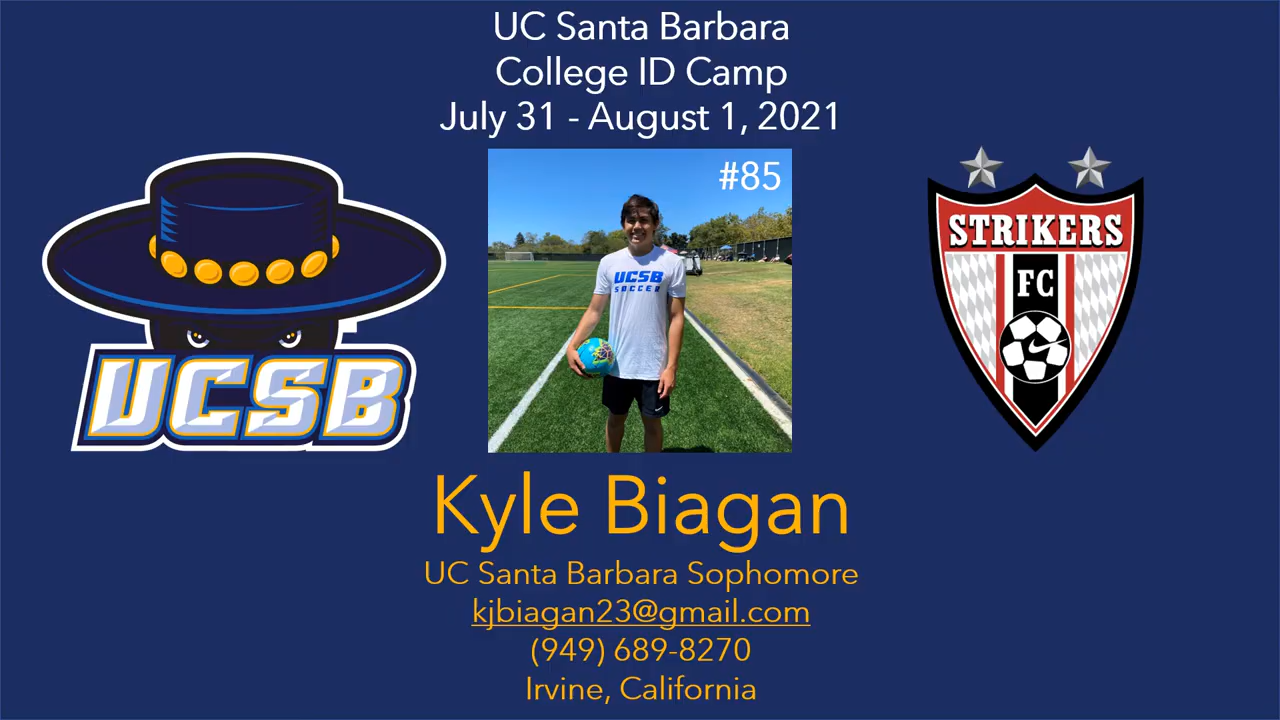 UC Santa Barbara
College ID Camp
July 31 - August 1, 2021
#85
UCSB
STRIKERS
FC
UCSB
SOCCER
Kyle Biagan
UC Santa Barbara Sophomore
kjbiagan23@gmail.com
(949) 689-8270
Irvine, California